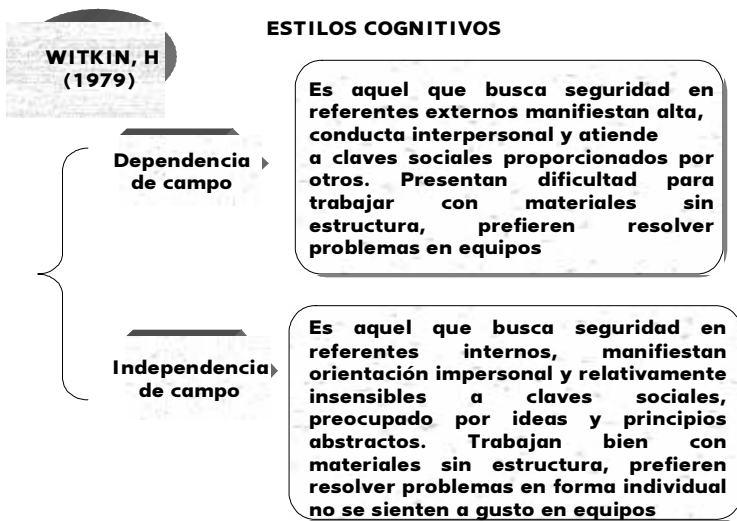 ESTILOS COGNITIVOS
WITKIN, H
(1979)
Dependencia
de campo
Es aquel que busca seguridad en
referentes externos manifiestan alta,
conducta interpersonal y atiende
a claves sociales proporcionados por
otros. Presentan dificultad para
trabajar con materiales sin
estructura, prefieren resolver
problemas en equipos
Independencia
de campo
Es aquel que busca seguridad en
referentes internos, manifiestan
orientación impersonal y relativamente
insensibles a claves sociales,
preocupado por ideas y principios
abstractos. Trabajan bien con
materiales sin estructura, prefieren
resolver problemas en forma individual
no se sienten a gusto en equipos